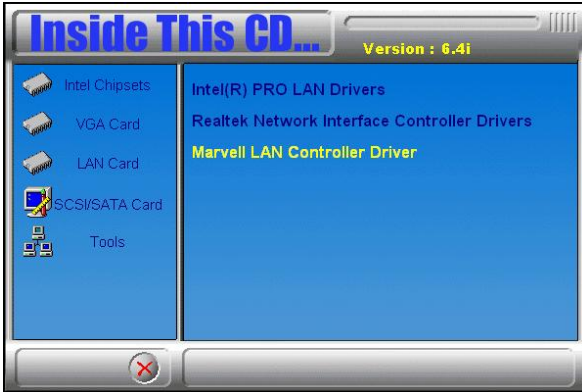 Inside This CD...
Version : 6.4i
Intel Chipsets
VGA Card
LAN Card
SCSI/SATA Card
Tools
Intel(R) PRO LAN Drivers
Realtek Network Interface Controller Drivers
Marvell LAN Controller Driver